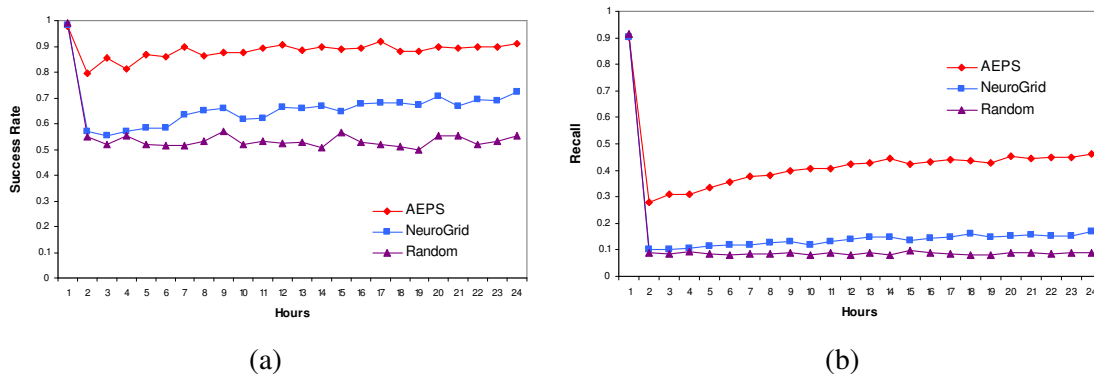 1
0.9
0.8
0.7
0.6
0.5
0.4
0.3
0.2
0.1
0
Success Rate
AEPS
NeuroGrid
Random
1 2 3 4 5 6 7 8 9 10 11 12 13 14 15 16 17 18 19 20 21 22 23 24
Hours
(a)
1
0.9
0.8
0.7
0.6
0.5
0.4
0.3
0.2
0.1
0
Recall
AEPS
NeuroGrid
Random
1 2 3 4 5 6 7 8 9 10 11 12 13 14 15 16 17 18 19 20 21 22 23 24
Hours
(b)